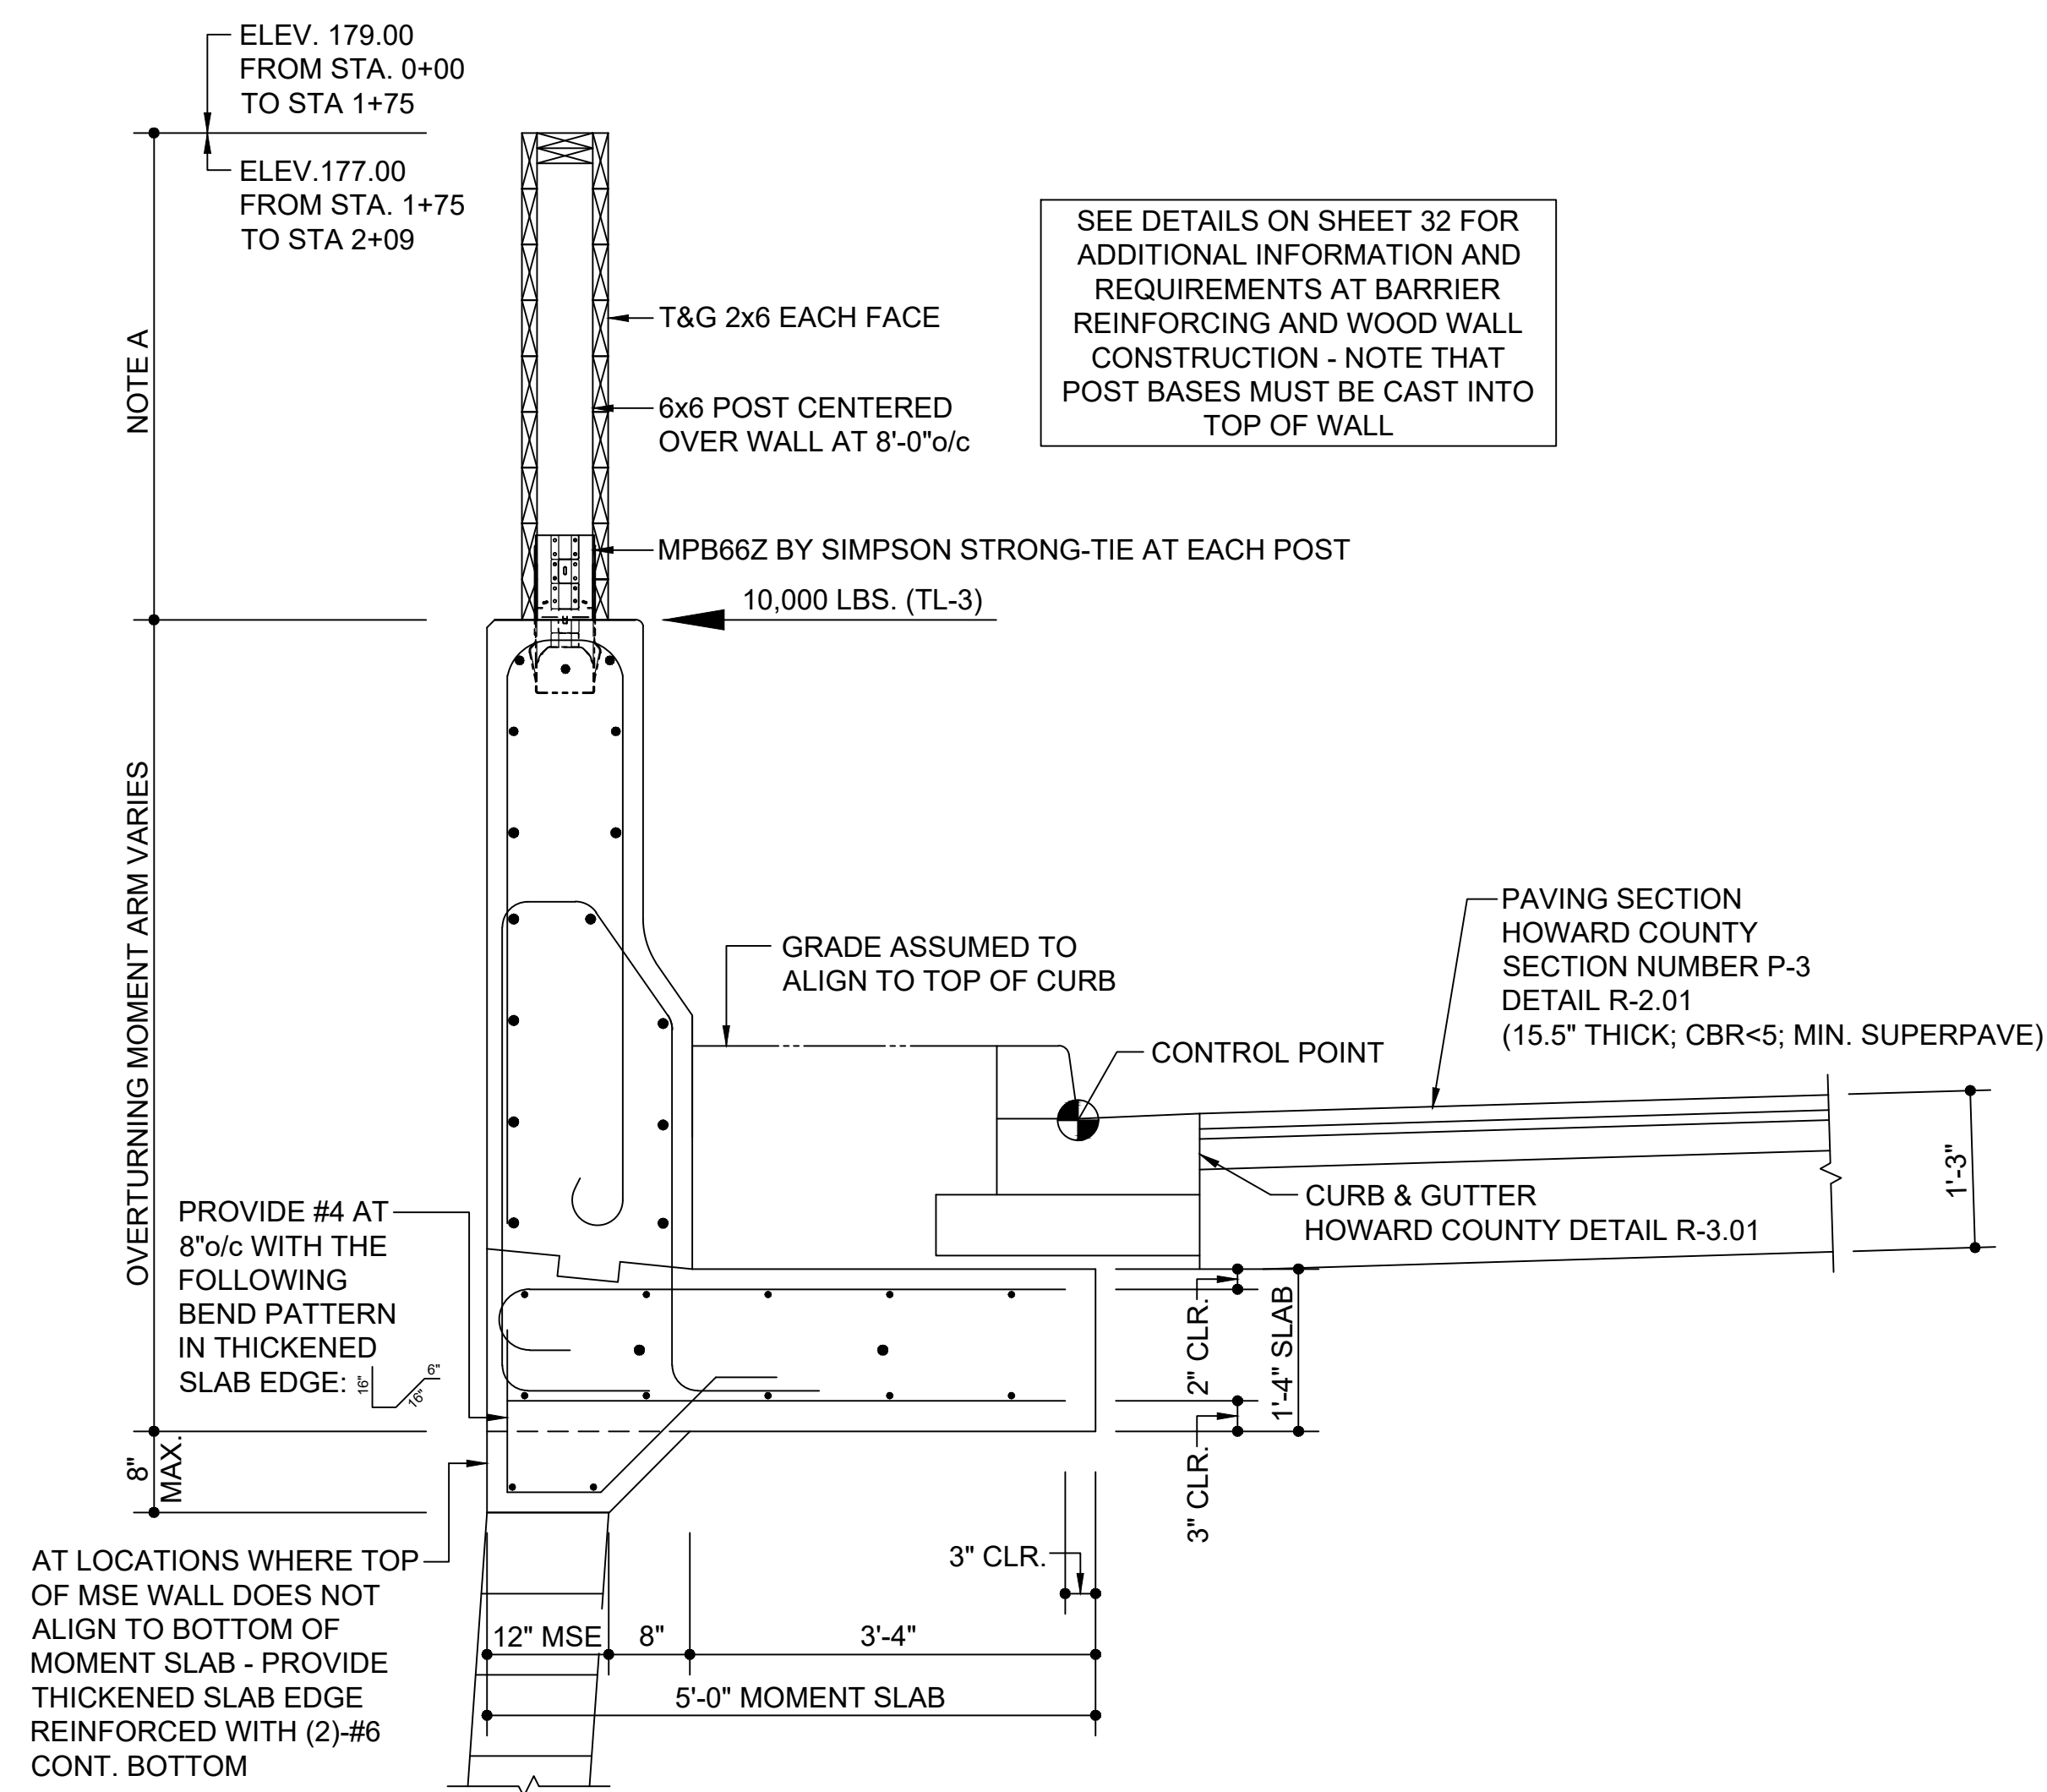 ELEV. 179.00
FROM STA. 0+00
TO STA 1+75
ELEV.177.00
FROM STA. 1+75
TO STA 2+09
SEE DETAILS ON SHEET 32 FOR
ADDITIONAL INFORMATION AND
REQUIREMENTS AT BARRIER
REINFORCING AND WOOD WALL
CONSTRUCTION - NOTE THAT
POST BASES MUST BE CAST INTO
TOP OF WALL
T&G 2x6 EACH FACE
NOTE A
6x6 POST CENTERED
OVER WALL AT 8'-0"o/c
MPB66Z BY SIMPSON STRONG-TIE AT EACH POST
10,000 LBS. (TL-3)
OVERTURNING MOMENT ARM VARIES
GRADE ASSUMED TO
ALIGN TO TOP OF CURB
PAVING SECTION
HOWARD COUNTY
SECTION NUMBER P-3
DETAIL R-2.01
(15.5" THICK; CBR<5; MIN. SUPERPAVE)
CONTROL POINT
1'-3"
CURB & GUTTER
HOWARD COUNTY DETAIL R-3.01
PROVIDE #4 AT
8"o/c WITH THE
FOLLOWING
BEND PATTERN
IN THICKENED
SLAB EDGE:
16"
16"
6"
2" CLR.
1'-4" SLAB
3" CLR.
8"
MAX.
AT LOCATIONS WHERE TOP
OF MSE WALL DOES NOT
ALIGN TO BOTTOM OF
MOMENT SLAB - PROVIDE
THICKENED SLAB EDGE
REINFORCED WITH (2)-#6
CONT. BOTTOM
3" CLR.
12" MSE
8"
3'-4"
5'-0" MOMENT SLAB